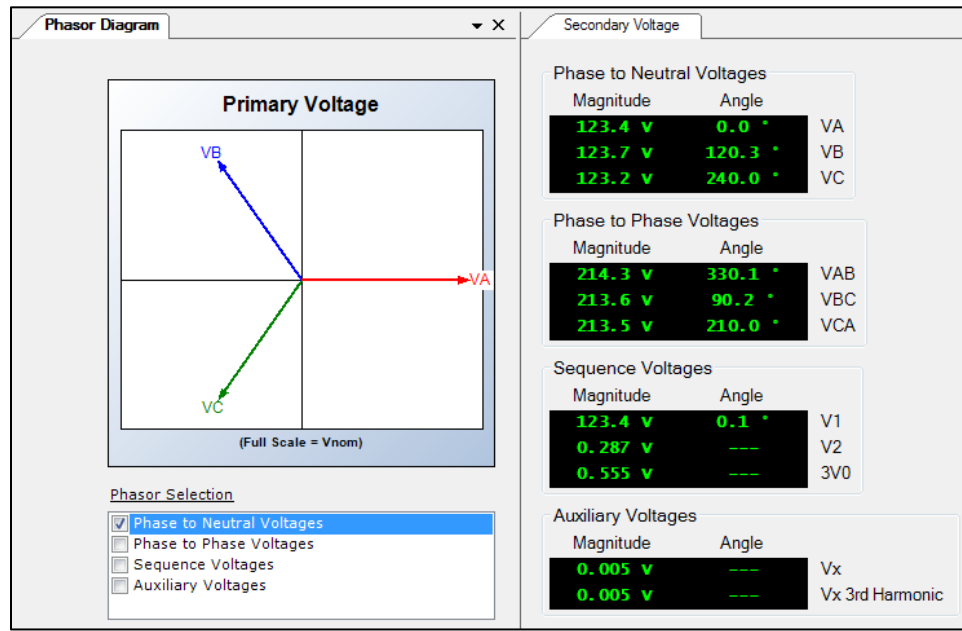 Phasor Diagram
Primary Voltage
VB
VA
VC
(Full Scale = Vnom)
Phasor Selection
Phase to Neutral Voltages
Phase to Phase Voltages
Sequence Voltages
Auxiliary Voltages
Secondary Voltage
Phase to Neutral Voltages
Magnitude Angle
123.4 v 0.0 ° VA
123.7 v 120.3 ° VB
123.2 v 240.0 ° VC
Phase to Phase Voltages
Magnitude Angle
214.3 v 330.1 ° VAB
213.6 v 90.2 ° VBC
213.5 v 210.0 ° VCA
Sequence Voltages
Magnitude Angle
123.4 v 0.1 ° V1
0.287 v --- V2
0.555 v --- 3V0
Auxiliary Voltages
Magnitude Angle
0.005 v --- Vx
0.005 v --- Vx 3rd Harmonic